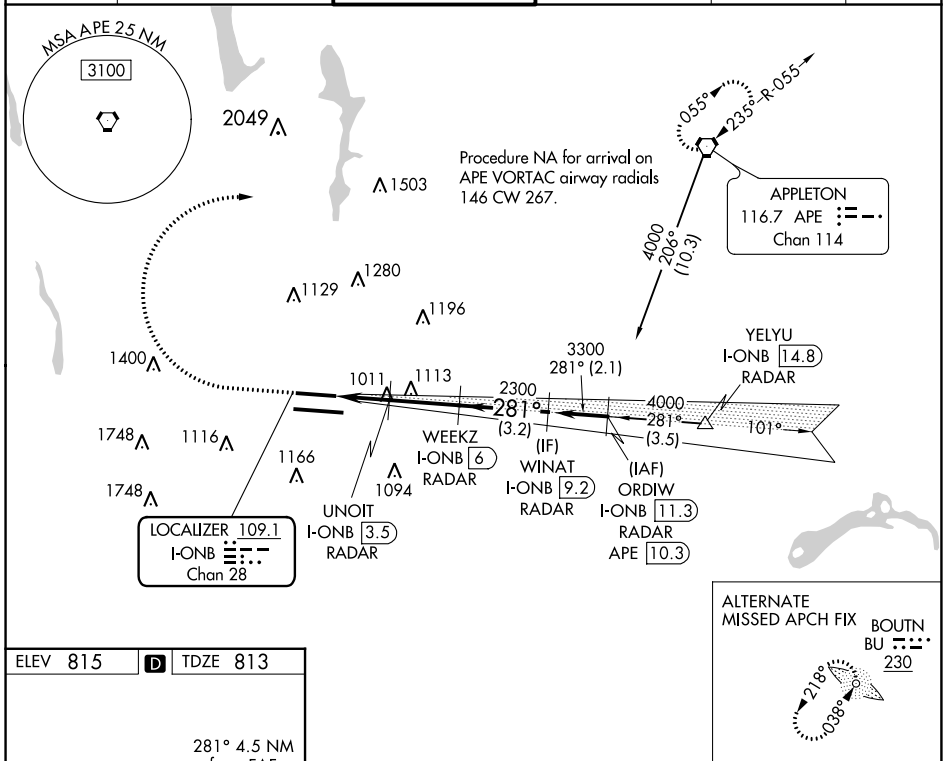 MSA APE 25 NM
3100
2049
1503
Procedure NA for arrival on
APE VORTAC airway radials
146 CW 267.
055°
235°
R-055
APPLETON
116.7 APE
Chan 114
4000
206°
(10.3)
1129
1280
1196
1400
1011
1113
YELYU
I-ONB 14.8
RADAR
3300
281° (2.1)
2300
281°
(3.2)
4000
281°
(3.5)
101°
1748
1116
1166
1748
1094
WEEKZ
I-ONB 6
RADAR
(IF)
WINAT
I-ONB 9.2
RADAR
(IAF)
ORDIW
I-ONB 11.3
RADAR
APE 10.3
UNOIT
I-ONB 3.5
RADAR
LOCALIZER 109.1
I-ONB
Chan 28
ALTERNATE
MISSED APCH FIX
BOUTN
BU
230
218°
038°
ELEV 815
D
TDZE 813
281° 4.5 NM